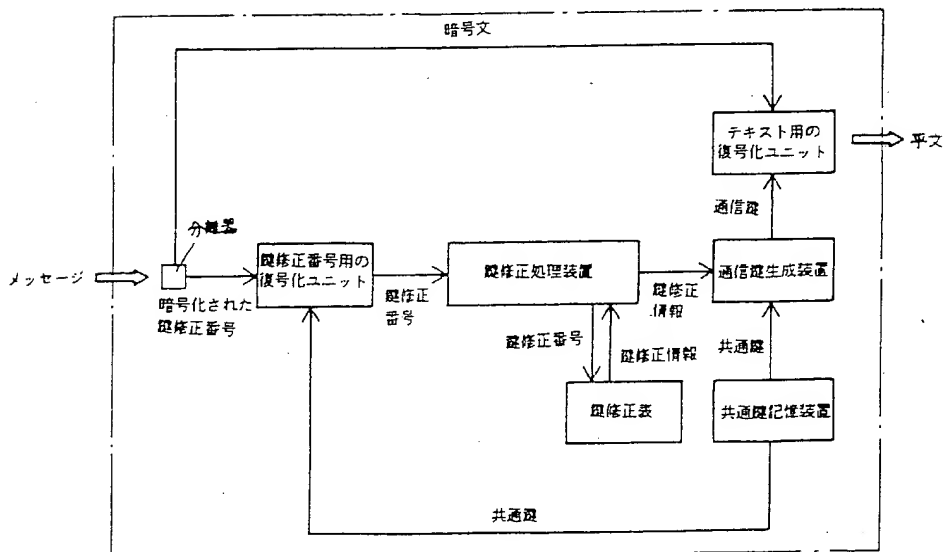 暗号文
テキスト用の
復号化ユニット
平文
通信鍵
分離器
メッセージ
鍵修正番号用の
復号化ユニット
鍵修正処理装置
通信鍵生成装置
暗号化された
鍵修正番号
鍵修正
番号
鍵修正
情報
鍵修正番号
鍵修正情報
共通鍵
鍵修正表
共通鍵記憶装置
共通鍵